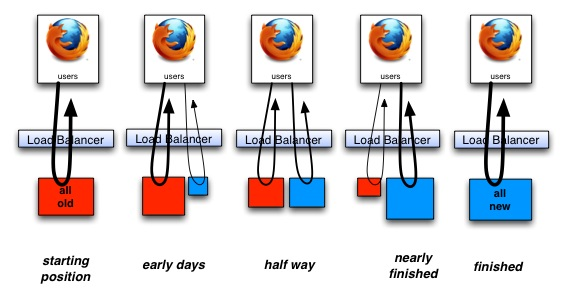 users
users
users
users
users
Load Balancer
Load Balancer
Load Balancer
Load Balancer
Load Balancer
all
old
all
new
starting
position
early days
half way
nearly
finished
finished